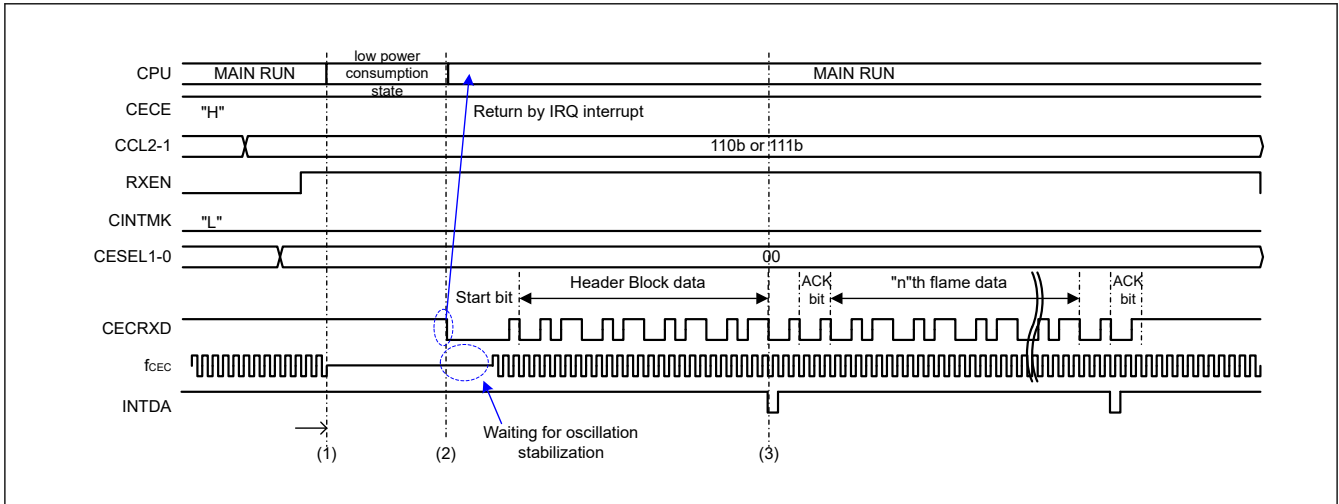 low power
CPU MAIN RUN consumption MAIN RUN
state
CECE "H" Return by IRQ interrupt
CCL2-1 110b or 111b
RXEN
CINTMK "L"
CESEL1-0 00
Start bit Header Block data ACK bit "n"th flame data ACK bit
CECRXD
fCEC
INTDA
Waiting for oscillation
stabilization
(1) (2) (3)